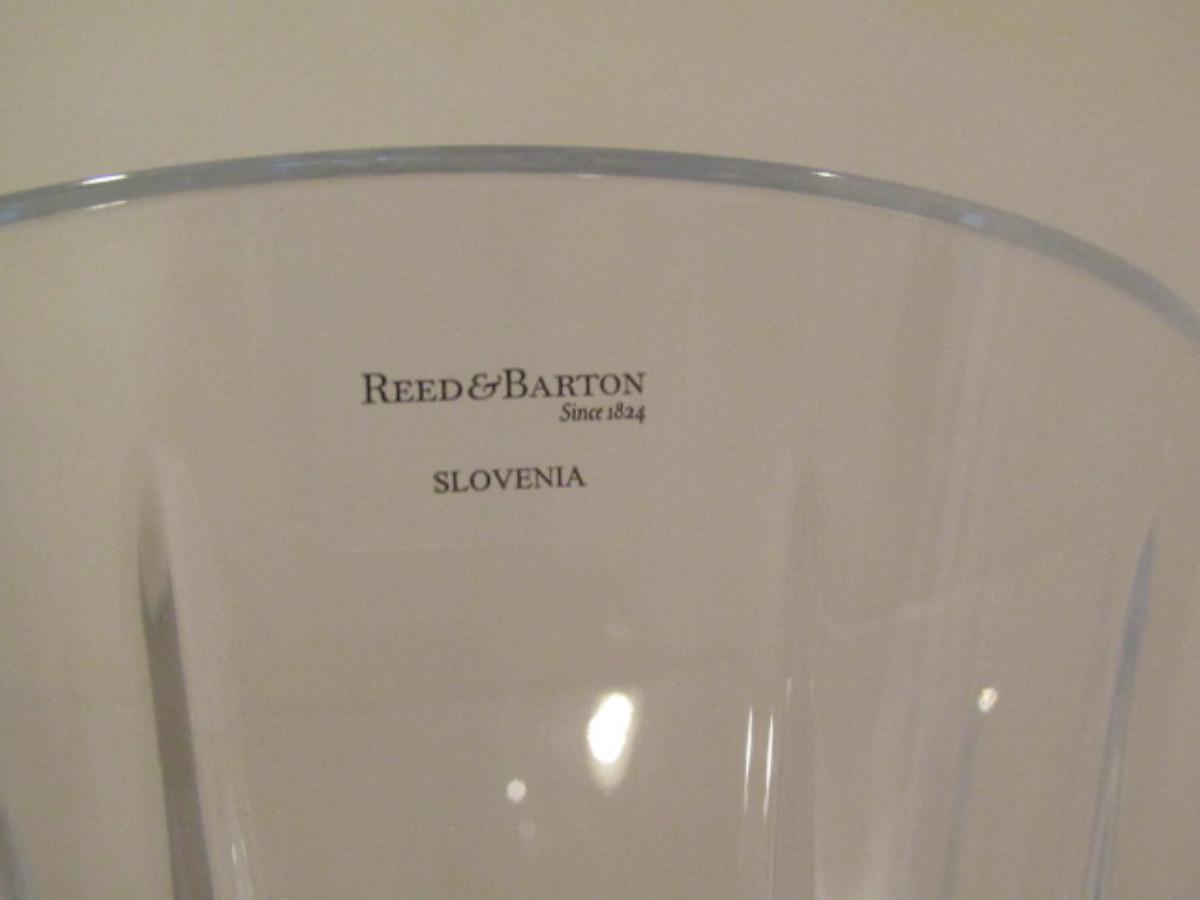 REED & BARTON
Since 1824
SLOVENIA